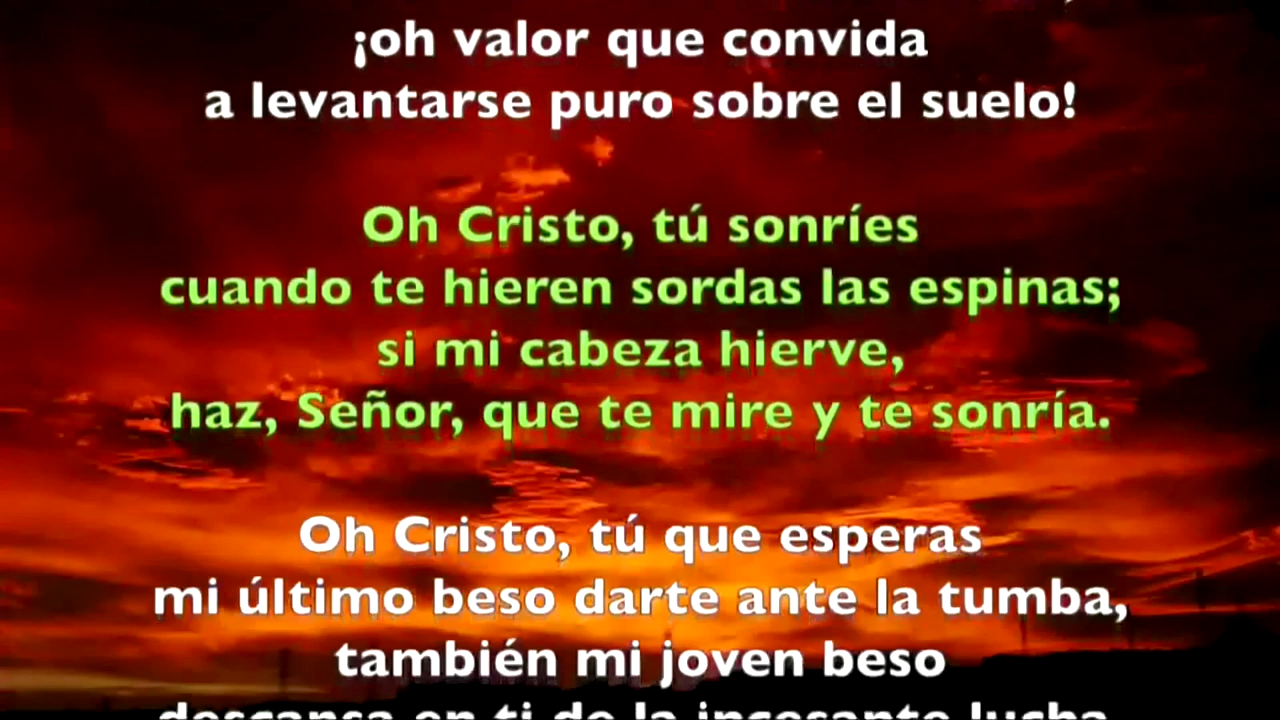 ¡oh valor que convida
a levantarse puro sobre el suelo!
Oh Cristo, tú sonríes
cuando te hieren sordas las espinas;
si mi cabeza hierve,
haz, Señor, que te mire y te sonría.
Oh Cristo, tú que esperas
mi último beso darte ante la tumba,
también mi joven beso
descansa en ti de la incesante lucha